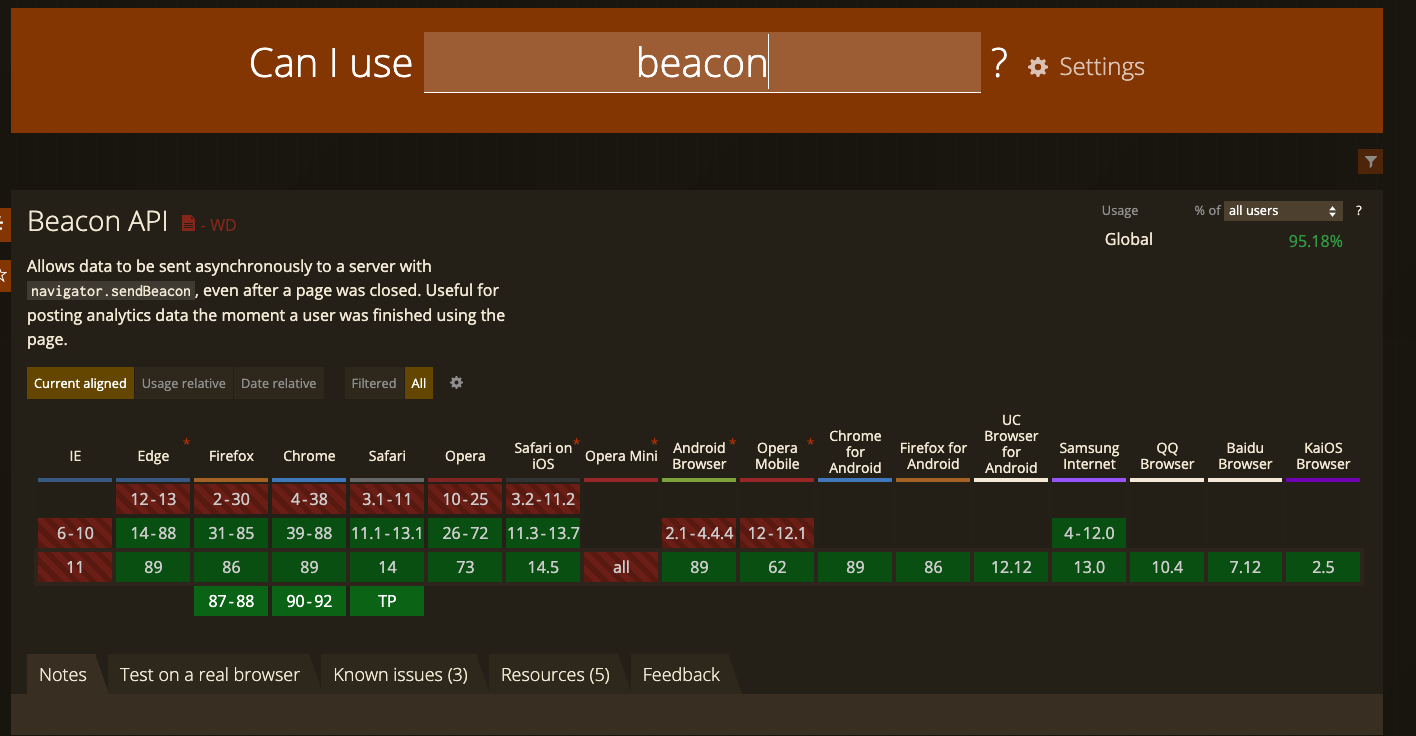 Can I use beacon ? Settings
Beacon API - WD
Usage % of all users ?
Global 95.18%
Allows data to be sent asynchronously to a server with
navigator.sendBeacon, even after a page was closed. Useful for
posting analytics data the moment a user was finished using the
page.
Current aligned Usage relative Date relative Filtered All
IE Edge * Firefox Chrome Safari Opera Safari on iOS * Opera Mini * Android Browser * Opera Mobile * Chrome for Android Firefox for Android UC Browser for Android Samsung Internet QQ Browser Baidu Browser KaiOS Browser
12-13 2-30 4-38 3.1-11 10-25 3.2-11.2
6-10 14-88 31-85 39-88 11.1-13.1 26-72 11.3-13.7 2.1-4.4.4 12-12.1 4-12.0
11 89 86 89 14 73 14.5 all 89 62 89 86 12.12 13.0 10.4 7.12 2.5
87-88 90-92 TP
Notes Test on a real browser Known issues (3) Resources (5) Feedback